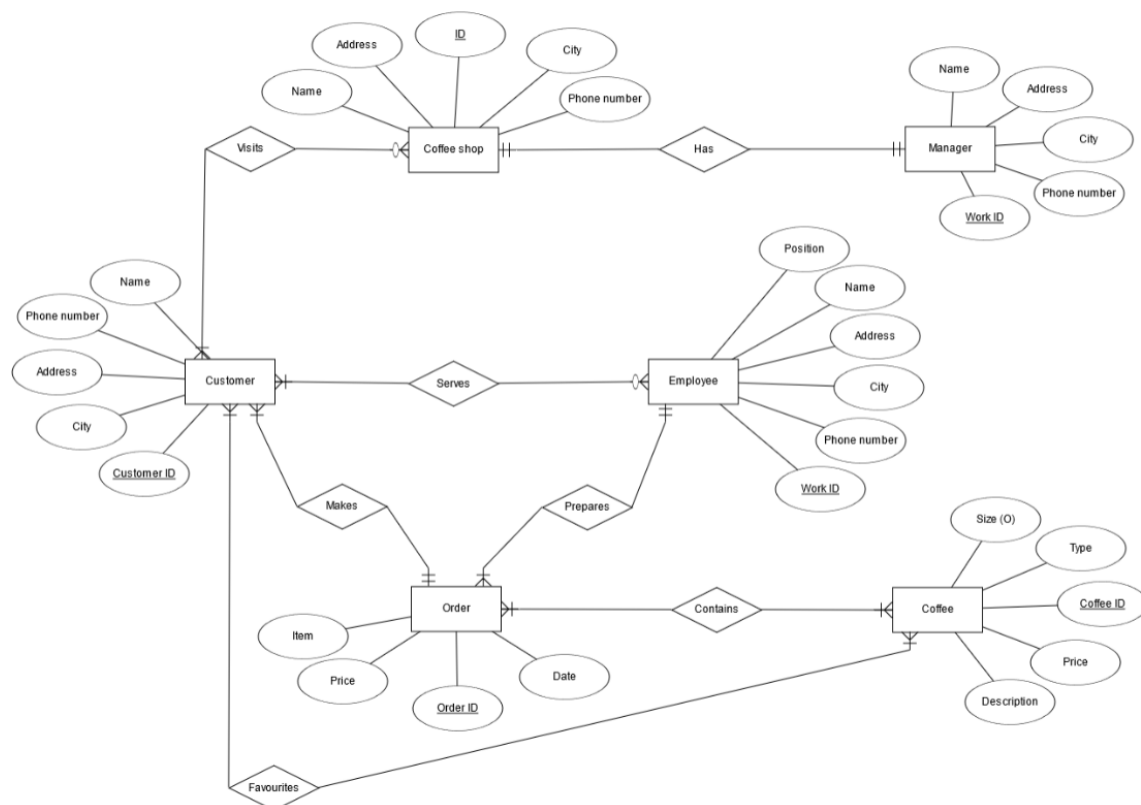 ID
Address
City
Name
Phone number
Visits
Coffee shop
Has
Name
Address
Manager
City
Phone number
Work ID
Position
Name
Name
Phone number
Address
Address
Customer
Serves
Employee
City
City
Phone number
Customer ID
Work ID
Makes
Prepares
Size (O)
Type
Order
Contains
Coffee
Coffee ID
Item
Price
Date
Price
Order ID
Description
Favourites